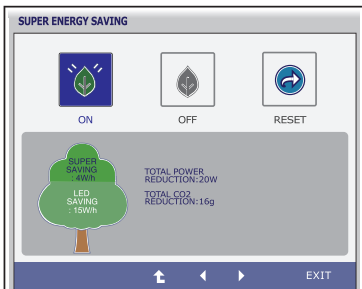 SUPER ENERGY SAVING
ON
OFF
RESET
SUPER
SAVING
: 4W/h
LED
SAVING
: 15W/h
TOTAL POWER
REDUCTION:20W
TOTAL CO2
REDUCTION:16g
EXIT